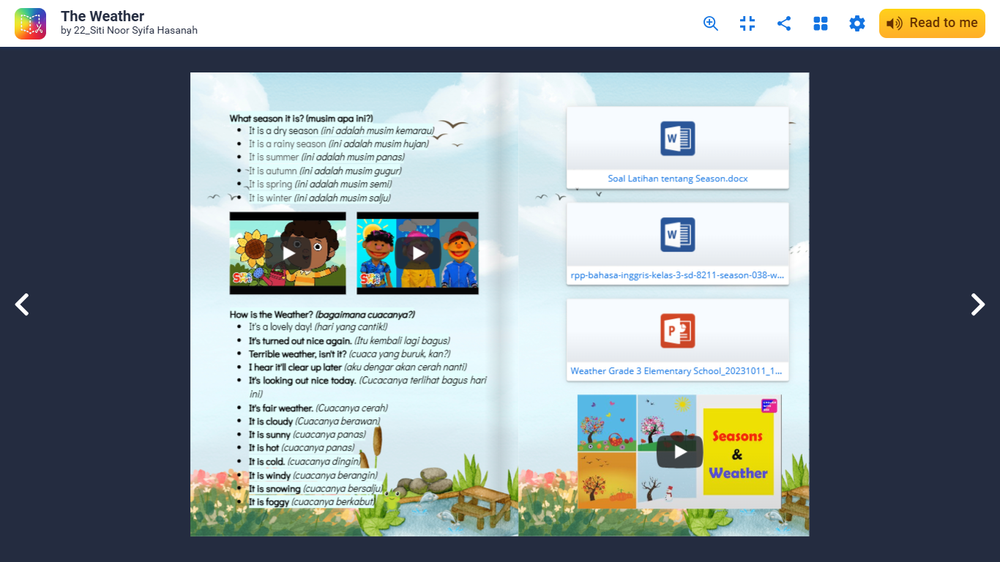 The Weather
by 22_Siti Noor Syifa Hasanah
Read to me
What season it is? (musim apa ini?)
It is a dry season (ini adalah musim kemarau)
It is a rainy season (ini adalah musim hujan)
It is summer (ini adalah musim panas)
It is autumn (ini adalah musim gugur)
It is spring (ini adalah musim semi)
It is winter (ini adalah musim salju)
How is the Weather? (bagaimana cuacanya?)
It's a lovely day! (hari yang cantik!)
It's turned out nice again. (Itu kembali lagi bagus)
Terrible weather, isn't it? (cuaca yang buruk, kan?)
I hear it'll clear up later (aku dengar akan cerah nanti)
It's looking out nice today. (Cucacanya terlihat bagus hari
ini)
It's fair weather. (Cuacanya cerah)
It is cloudy (Cuacanya berawan)
It is sunny (cuacanya panas)
It is hot (cuacanya panas)
It is cold. (cuacanya dingin)
It is windy (cuacanya berangin)
It is snowing (cuacanya bersalju)
It is foggy (cuacanya berkabut)
W
Soal Latihan tentang Season.docx
W
rpp-bahasa-inggris-kelas-3-sd-8211-season-038-w...
P
Weather Grade 3 Elementary School_20231011_1...
Seasons
&
Weather